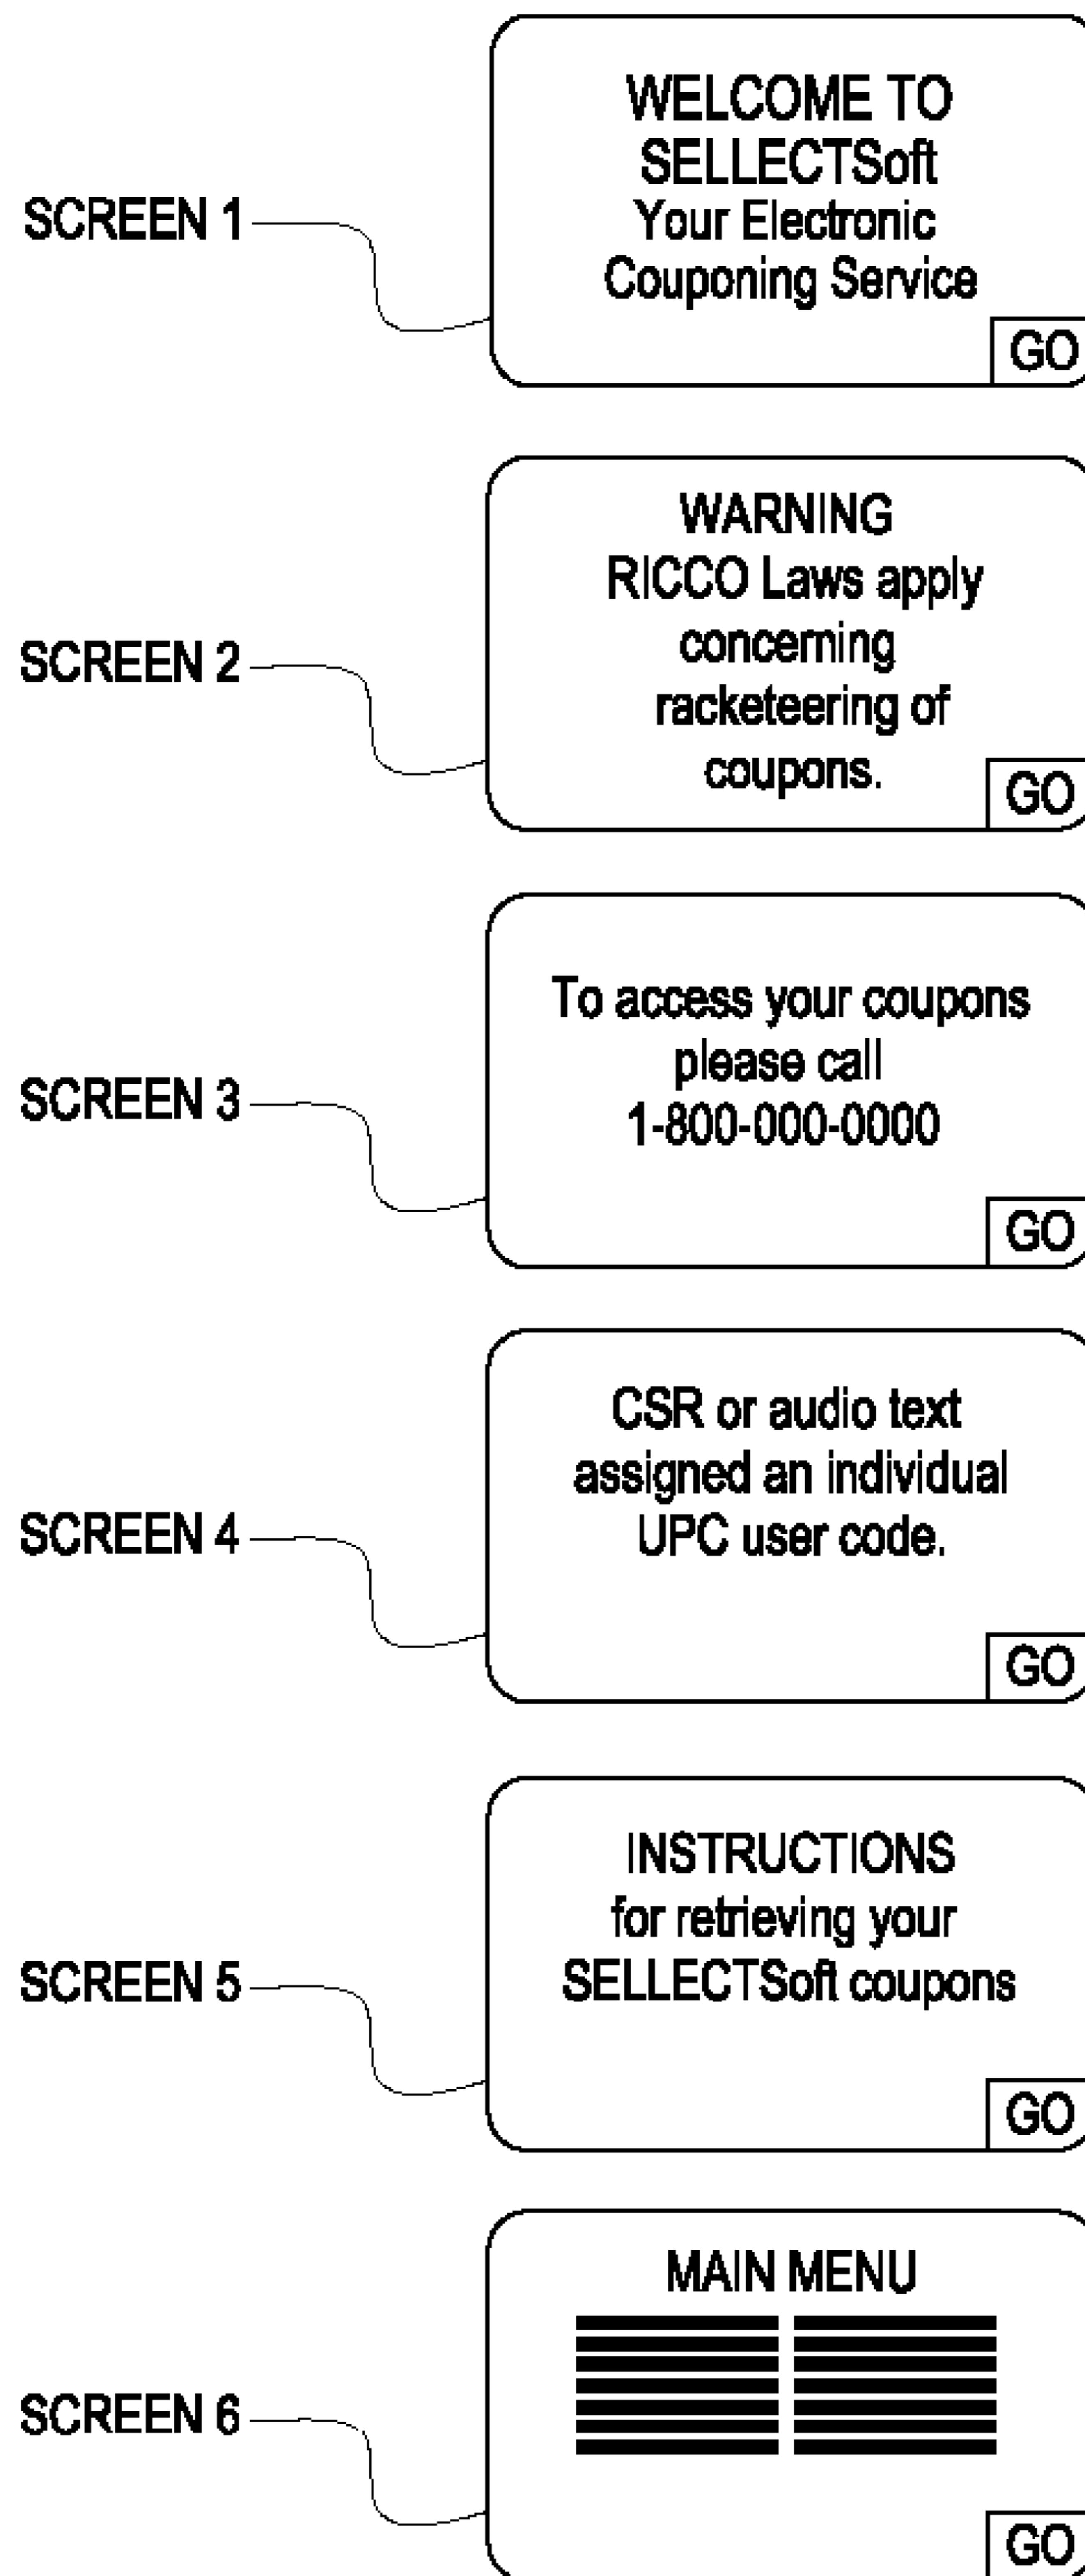 SCREEN 1
WELCOME TO
SELLECTSoft
Your Electronic
Couponing Service
GO
SCREEN 2
WARNING
RICCO Laws apply
concerning
racketeering of
coupons.
GO
SCREEN 3
To access your coupons
please call
1-800-000-0000
GO
SCREEN 4
CSR or audio text
assigned an individual
UPC user code.
GO
SCREEN 5
INSTRUCTIONS
for retrieving your
SELLECTSoft coupons
GO
SCREEN 6
MAIN MENU
GO